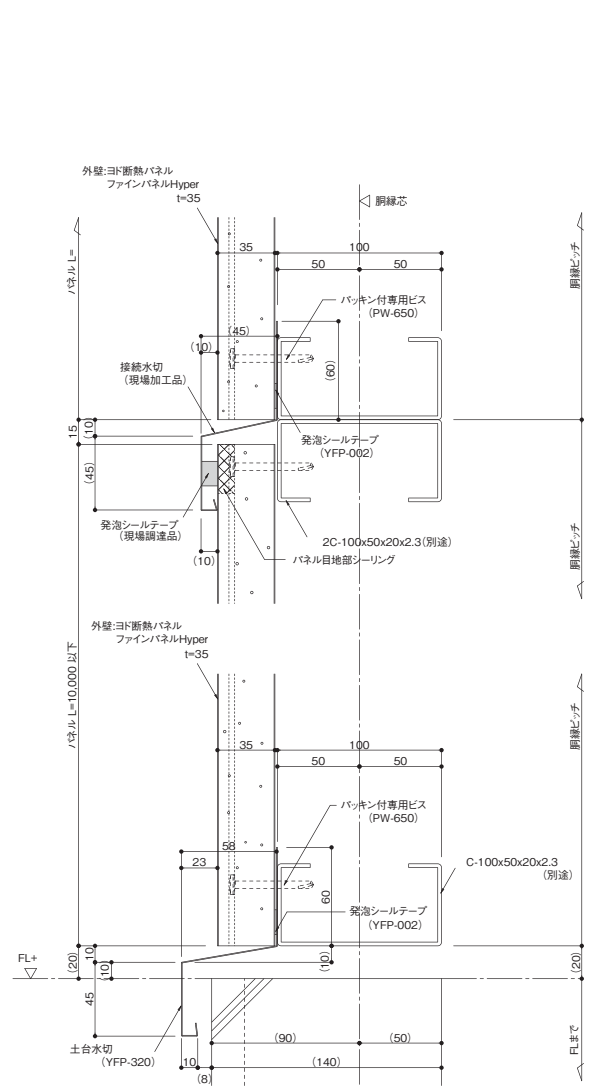 外壁:ヨド断熱パネル
ファインパネルHyper
t=35
胴縁芯
パネル L=
胴縁ピッチ
35
100
50
50
パッキン付専用ビス
(PW-650)
(45)
(10)
(60)
接続水切
(現場加工品)
15
(10)
(45)
発泡シールテープ
(YFP-002)
発泡シールテープ
(現場調達品)
2C-100x50x20x2.3(別途)
(10)
パネル目地部シーリング
胴縁ピッチ
外壁:ヨド断熱パネル
ファインパネルHyper
t=35
パネル L=10,000 以下
胴縁ピッチ
35
100
50
50
パッキン付専用ビス
(PW-650)
58
23
C-100x50x20x2.3
(別途)
60
発泡シールテープ
(YFP-002)
FL+
(20)
10
(10)
(10)
(20)
45
(90)
(50)
土台水切
(YFP-320)
10
(8)
(140)
FLまで